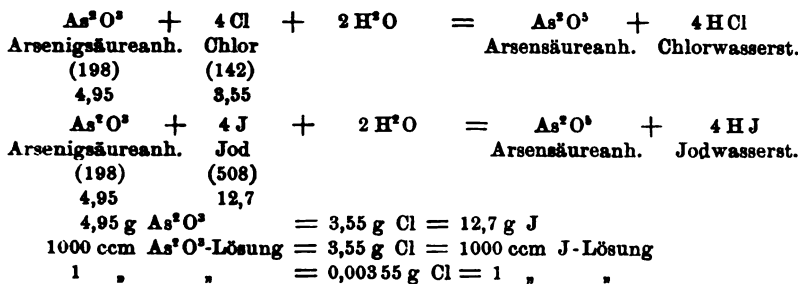 As²O³ + 4 Cl + 2 H²O = As²O⁵ + 4 H Cl
Arsenigsäureanh. Chlor Arsensäureanh. Chlorwasserst.
(198) (142)
4,95 3,55
As²O³ + 4 J + 2 H²O = As²O⁵ + 4 H J
Arsenigsäureanh. Jod Arsensäureanh. Jodwasserst.
(198) (508)
4,95 12,7
4,95 g As²O³ = 3,55 g Cl = 12,7 g J
1000 ccm As²O³-Lösung = 3,55 g Cl = 1000 ccm J-Lösung
1 „ „ = 0,00355 g Cl = 1 „ „